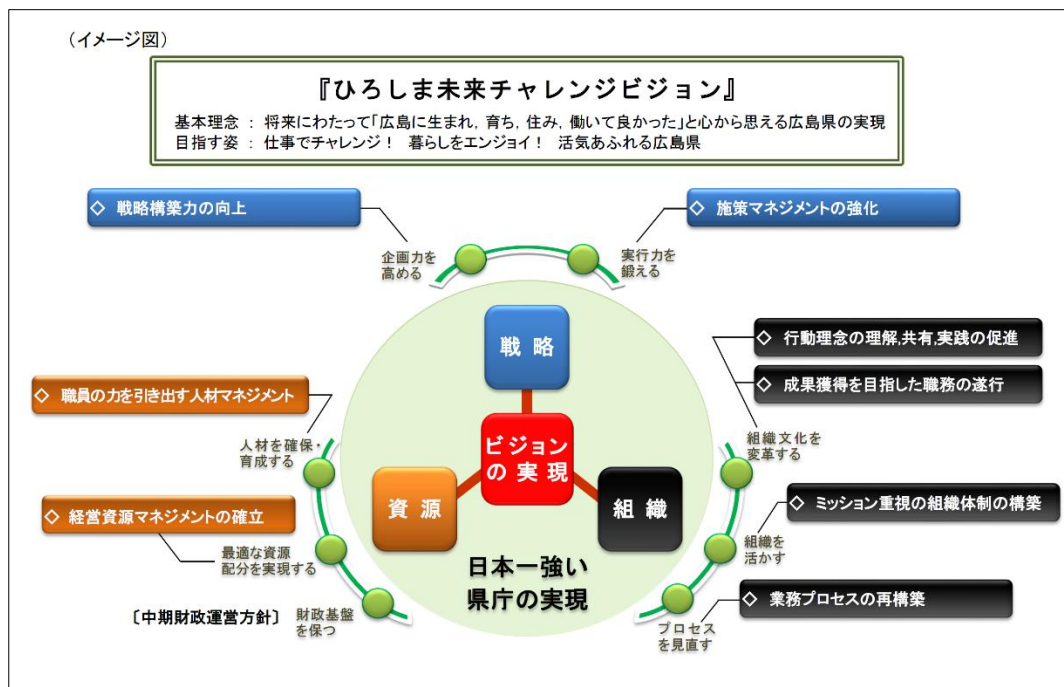 （イメージ図）
『ひろしま未来チャレンジビジョン』
基本理念 ： 将来にわたって「広島に生まれ，育ち，住み，働いて良かった」と心から思える広島県の実現
目指す姿 ： 仕事でチャレンジ！ 暮らしをエンジョイ！ 活気あふれる広島県
◇ 戦略構築力の向上
◇ 施策マネジメントの強化
企画力を
高める
実行力を
鍛える
戦 略
◇ 行動理念の理解,共有,実践の促進
◇ 成果獲得を目指した職務の遂行
◇ 職員の力を引き出す人材マネジメント
人材を確保・
育成する
ビジョン
の 実 現
組織文化を
変革する
資 源
組 織
◇ 経営資源マネジメントの確立
◇ ミッション重視の組織体制の構築
最適な資源
配分を実現する
組織を
活かす
日本一強い
県庁の実現
〔中期財政運営方針〕
財政基盤
を保つ
◇ 業務プロセスの再構築
プロセス
を見直す